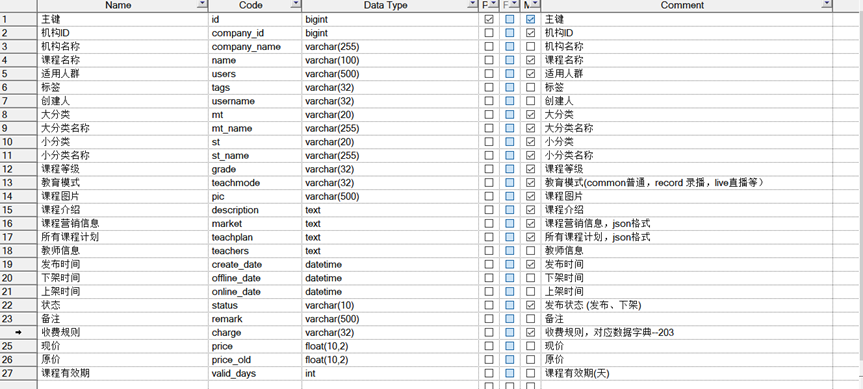 Name Code Data Type F M Comment
1 主键 id bigint 主键
2 机构ID company_id bigint 机构ID
3 机构名称 company_name varchar(255) 机构名称
4 课程名称 name varchar(100) 课程名称
5 适用人群 users varchar(500) 适用人群
6 标签 tags varchar(32) 标签
7 创建人 username varchar(32) 创建人
8 大分类 mt varchar(20) 大分类
9 大分类名称 mt_name varchar(255) 大分类名称
10 小分类 st varchar(20) 小分类
11 小分类名称 st_name varchar(255) 小分类名称
12 课程等级 grade varchar(32) 课程等级
13 教育模式 teachmode varchar(32) 教育模式(common普通，record 录播，live直播等）
14 课程图片 pic varchar(500) 课程图片
15 课程介绍 description text 课程介绍
16 课程营销信息 market text 课程营销信息，json格式
17 所有课程计划 teachplan text 所有课程计划，json格式
18 教师信息 teachers text 教师信息
19 发布时间 create_date datetime 发布时间
20 下架时间 offline_date datetime 下架时间
21 上架时间 online_date datetime 上架时间
22 状态 status varchar(10) 发布状态 (发布、下架)
23 备注 remark varchar(500) 备注
收费规则 charge varchar(32) 收费规则，对应数据字典--203
25 现价 price float(10,2) 现价
26 原价 price_old float(10,2) 原价
27 课程有效期 valid_days int 课程有效期(天)